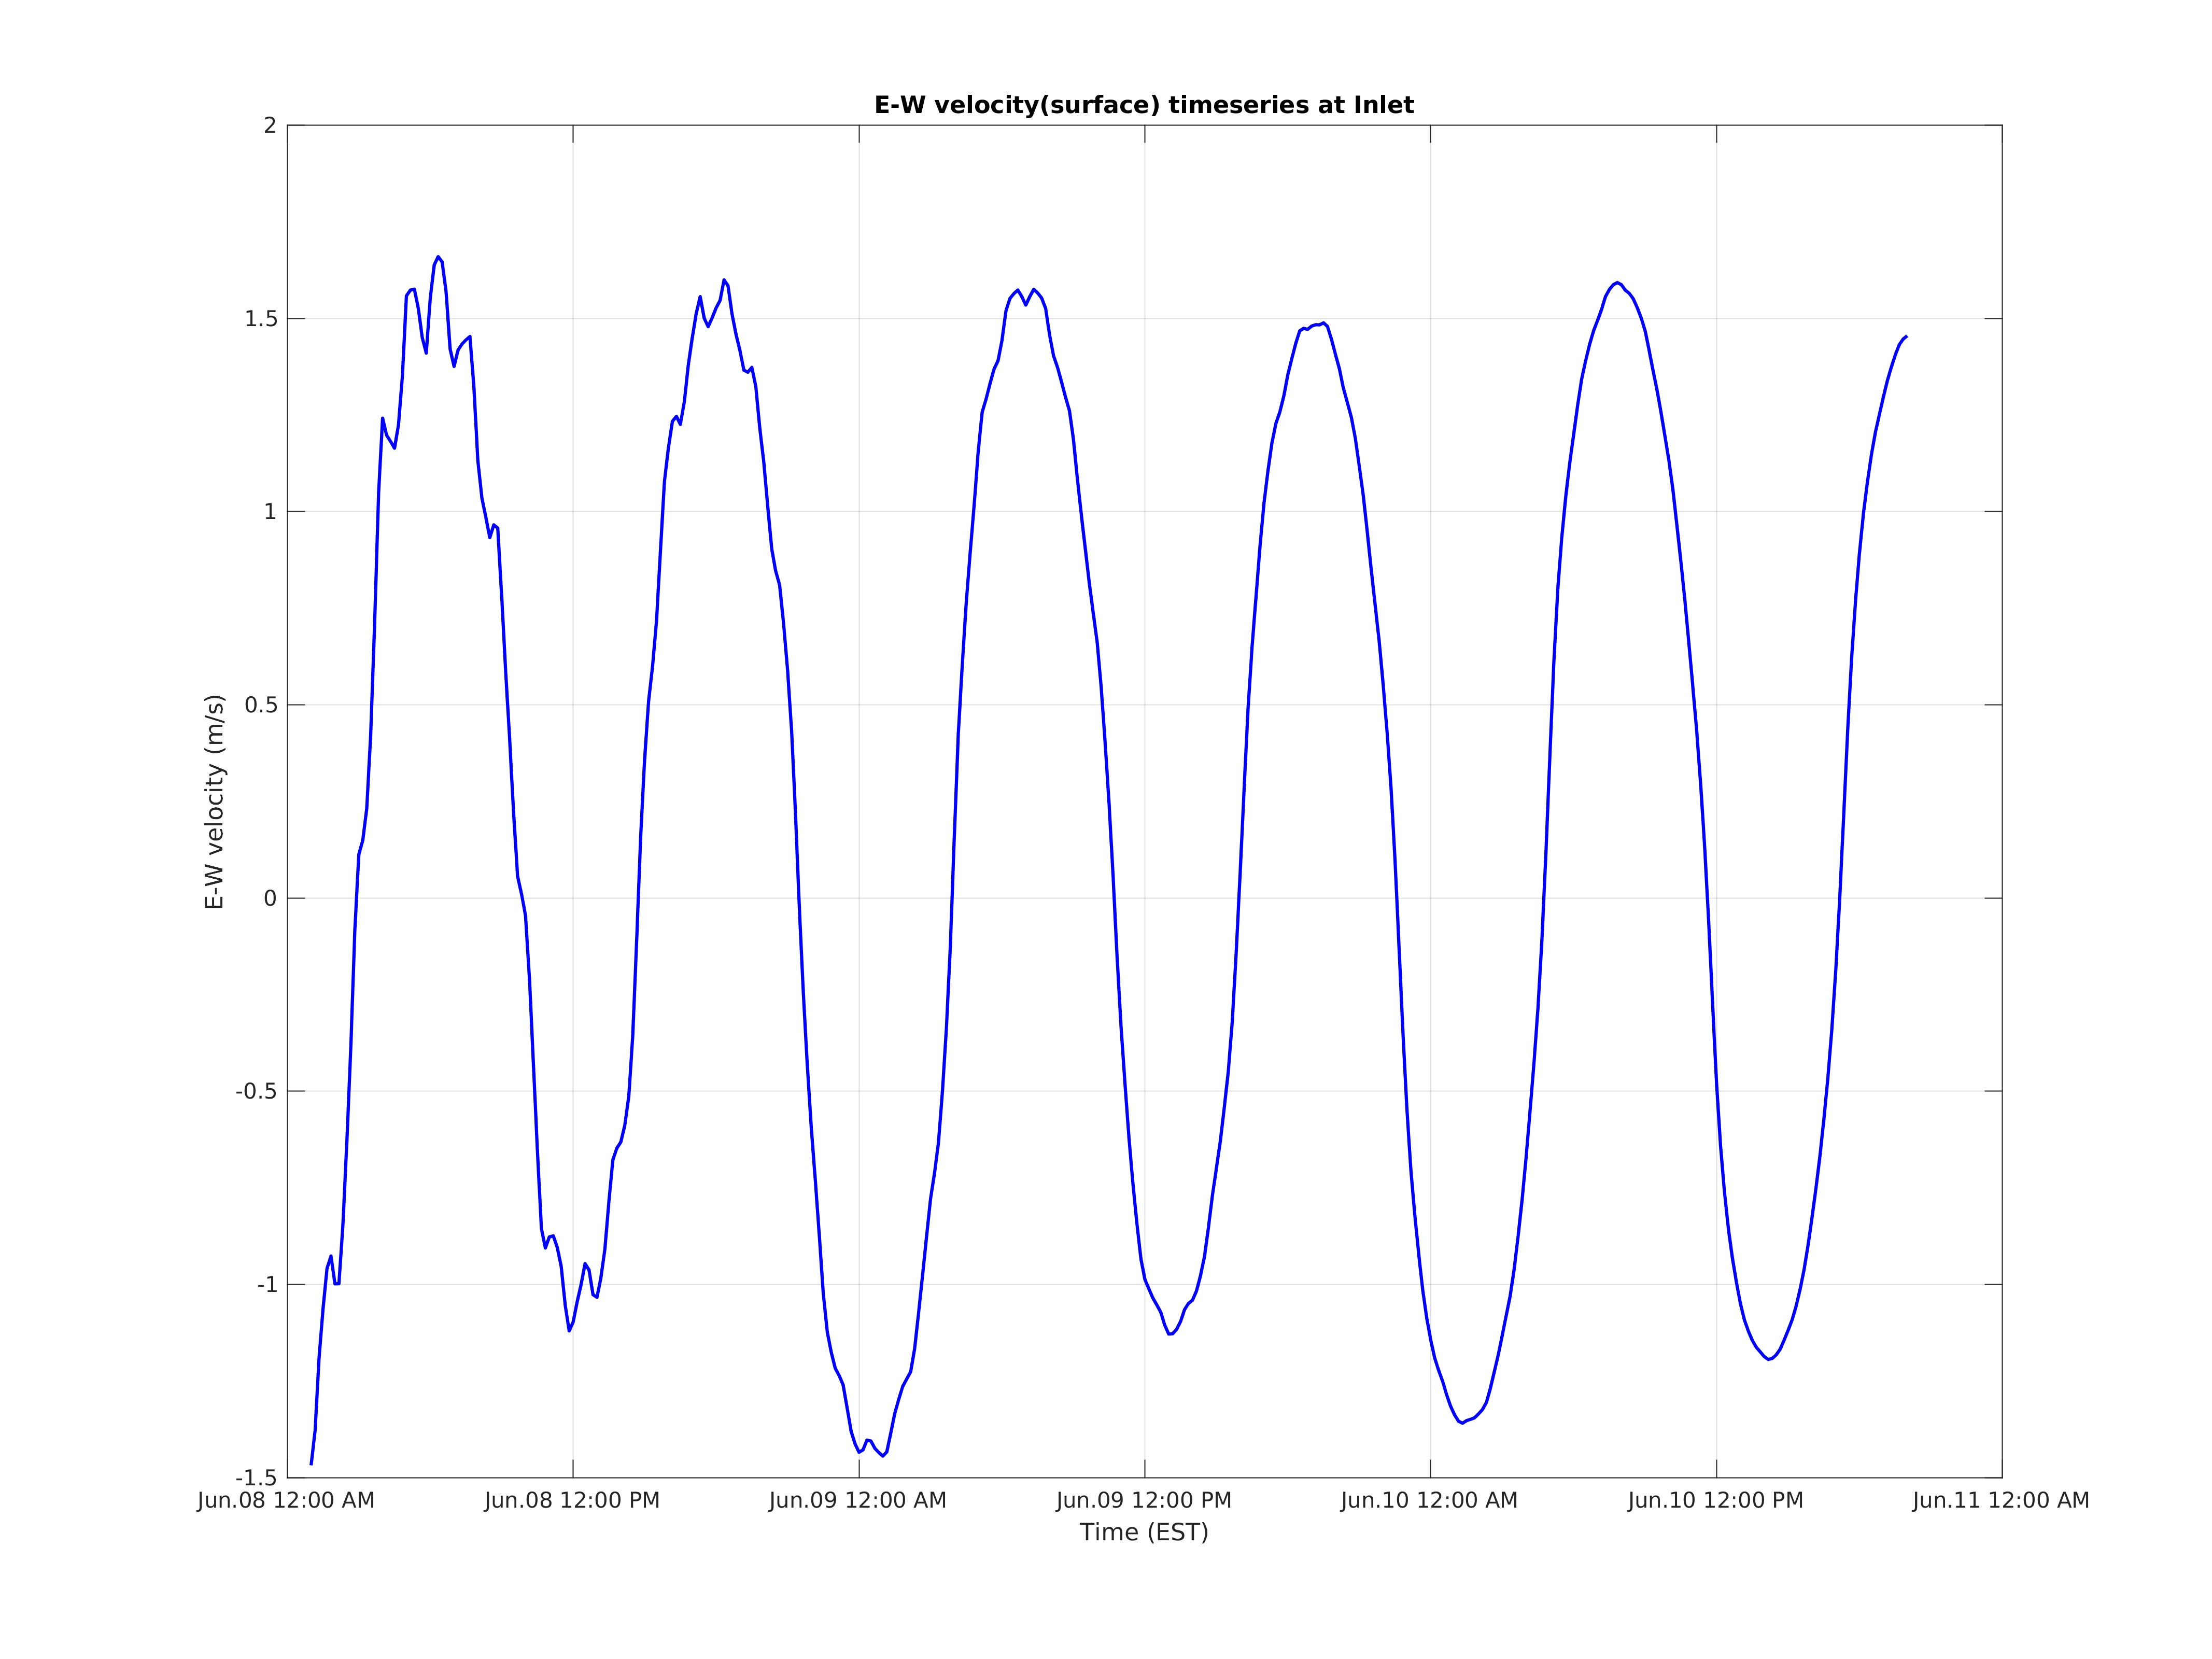 E-W velocity(surface) timeseries at Inlet
2
1.5
1
0.5
0
-0.5
-1
-1.5
E-W velocity (m/s)
Jun.08 12:00 AM
Jun.08 12:00 PM
Jun.09 12:00 AM
Jun.09 12:00 PM
Jun.10 12:00 AM
Jun.10 12:00 PM
Jun.11 12:00 AM
Time (EST)